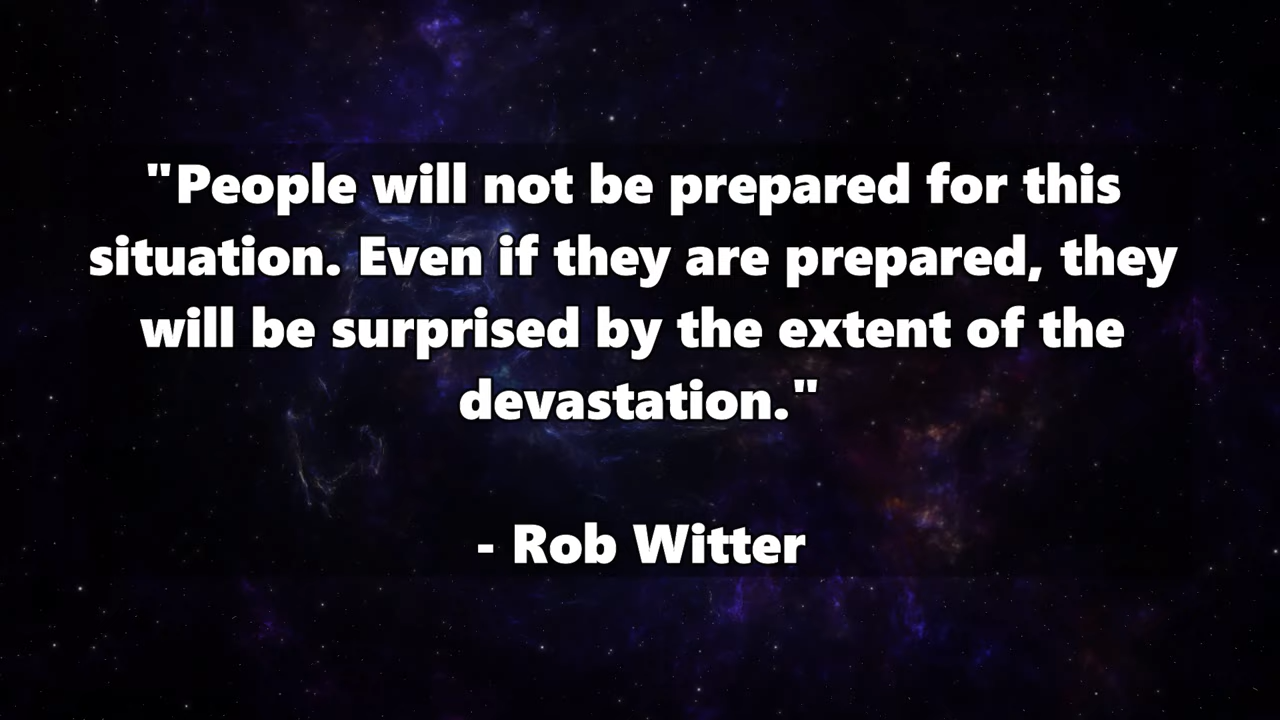 "People will not be prepared for this
situation. Even if they are prepared, they
will be surprised by the extent of the
devastation."
- Rob Witter